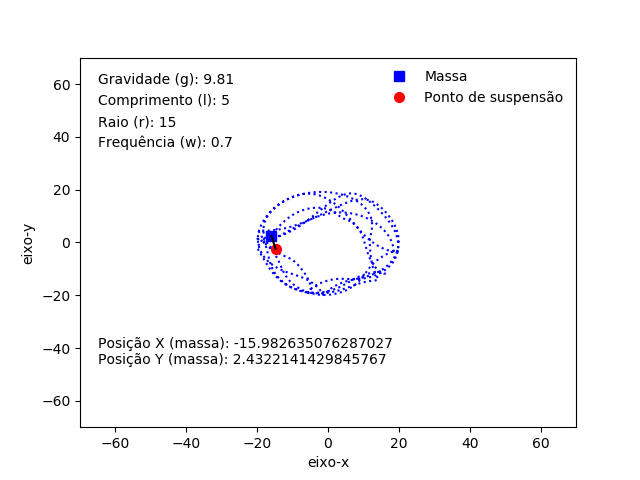 Gravidade (g): 9.81
Comprimento (l): 5
Raio (r): 15
Frequência (w): 0.7
Massa
Ponto de suspensão
60
40
20
0
−20
−40
−60
eixo-y
Posição X (massa): -15.982635076287027
Posição Y (massa): 2.4322141429845767
−60
−40
−20
0
20
40
60
eixo-x